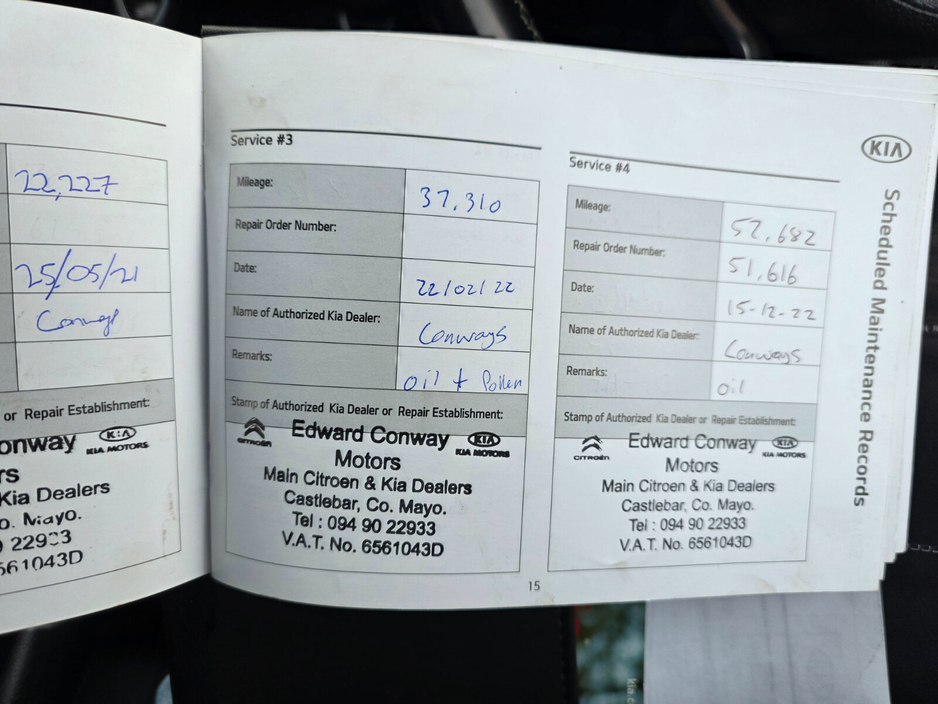 22,227
25/05/21
Conways
or Repair Establishment:
onway KIA KIA MOTORS
rs
Kia Dealers
o. Mayo.
22933
561043D
Service #3
Mileage: 37.310
Repair Order Number:
Date: 22/02/22
Name of Authorized Kia Dealer: Conways
Remarks: Oil + Pollen
Stamp of Authorized Kia Dealer or Repair Establishment:
CITROËN Edward Conway KIA KIA MOTORS
Motors
Main Citroen & Kia Dealers
Castlebar, Co. Mayo.
Tel : 094 90 22933
V.A.T. No. 6561043D
15
Service #4
Mileage: 52.682
Repair Order Number: 51,616
Date: 15-12-22
Name of Authorized Kia Dealer: Conways
Remarks: oil
Stamp of Authorized Kia Dealer or Repair Establishment:
CITROËN Edward Conway KIA KIA MOTORS
Motors
Main Citroen & Kia Dealers
Castlebar, Co. Mayo.
Tel : 094 90 22933
V.A.T. No. 6561043D
KIA
Scheduled Maintenance Records
kia.c